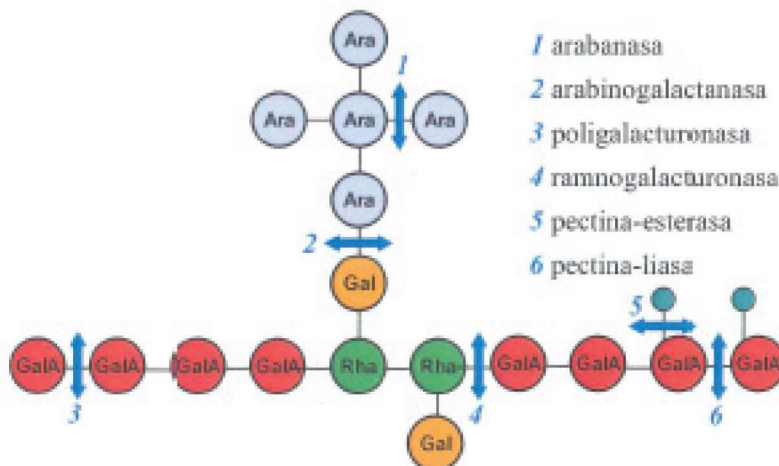 Ara
1 arabanasa
1
2 arabinogalactanasa
Ara Ara Ara
3 poligalacturonasa
4 ramnogalacturonasa
Ara
5 pectina-esterasa
2
6 pectina-liasa
Gal
5
GalA GalA GalA GalA Rha Rha GalA GalA GalA GalA
3 4 6
Gal